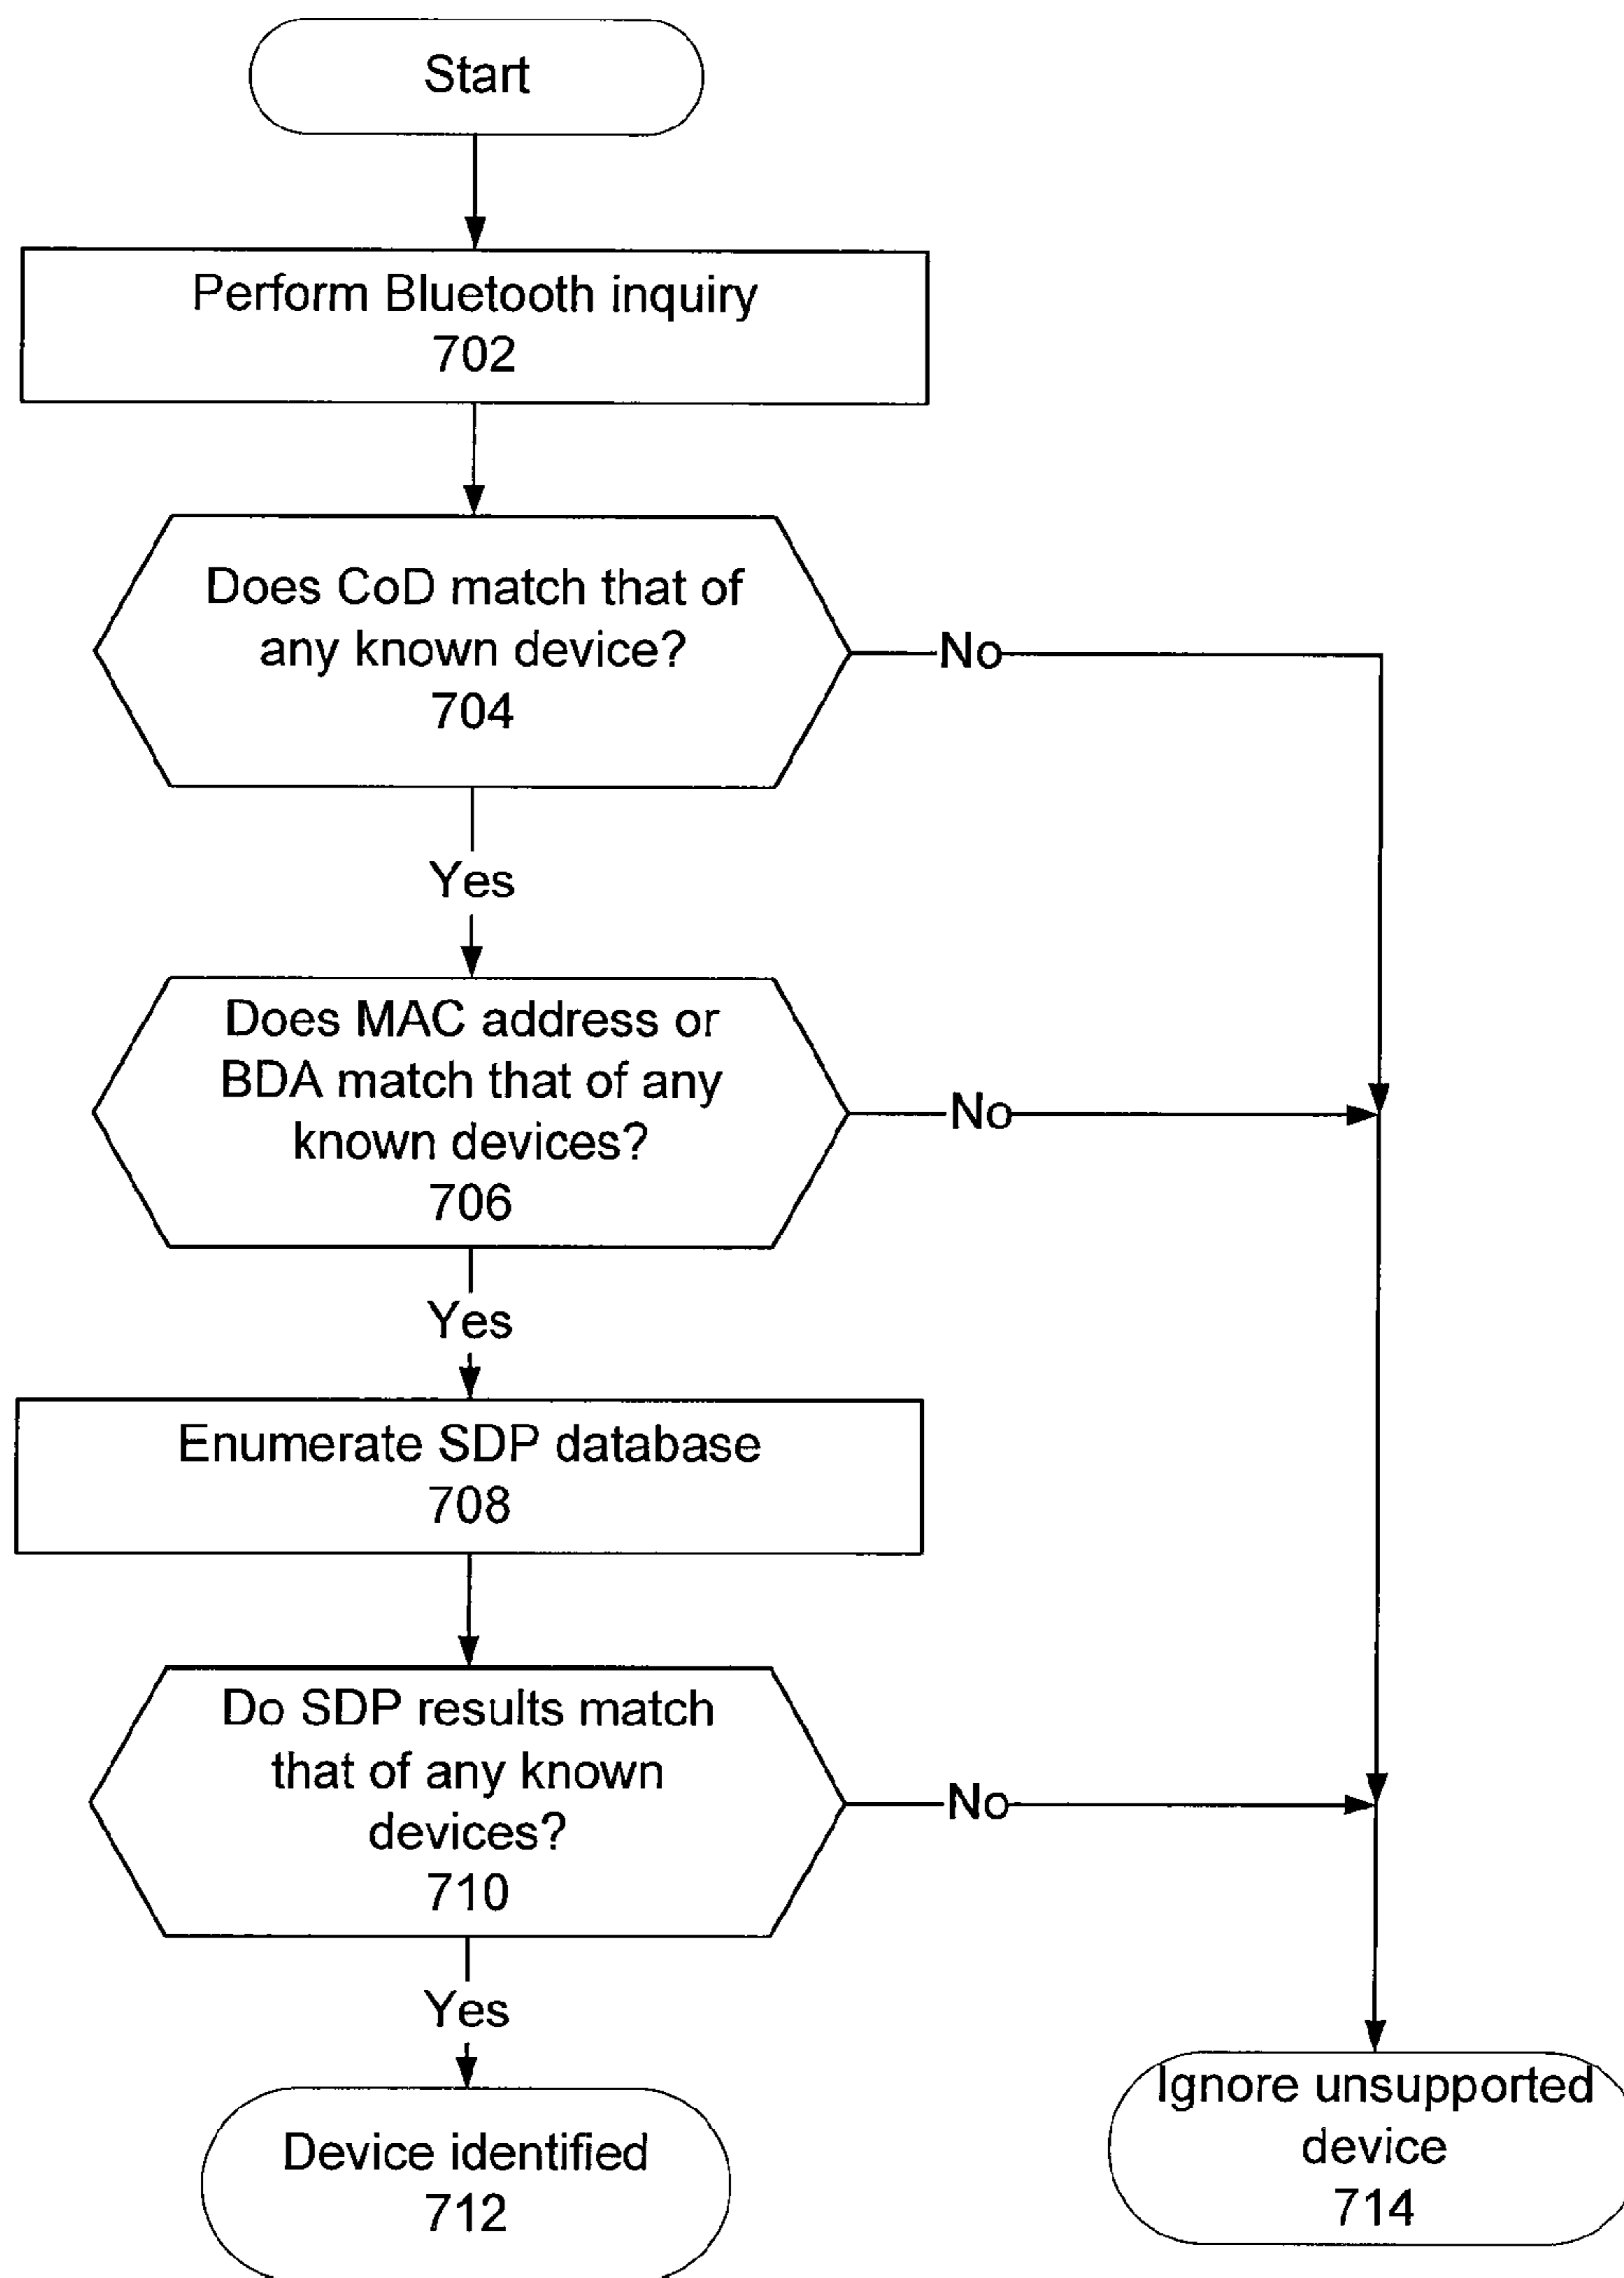 Start
Perform Bluetooth inquiry
702
Does CoD match that of
any known device?
704
No
Yes
Does MAC address or
BDA match that of any
known devices?
706
No
Yes
Enumerate SDP database
708
Do SDP results match
that of any known
devices?
710
No
Yes
Device identified
712
Ignore unsupported
device
714